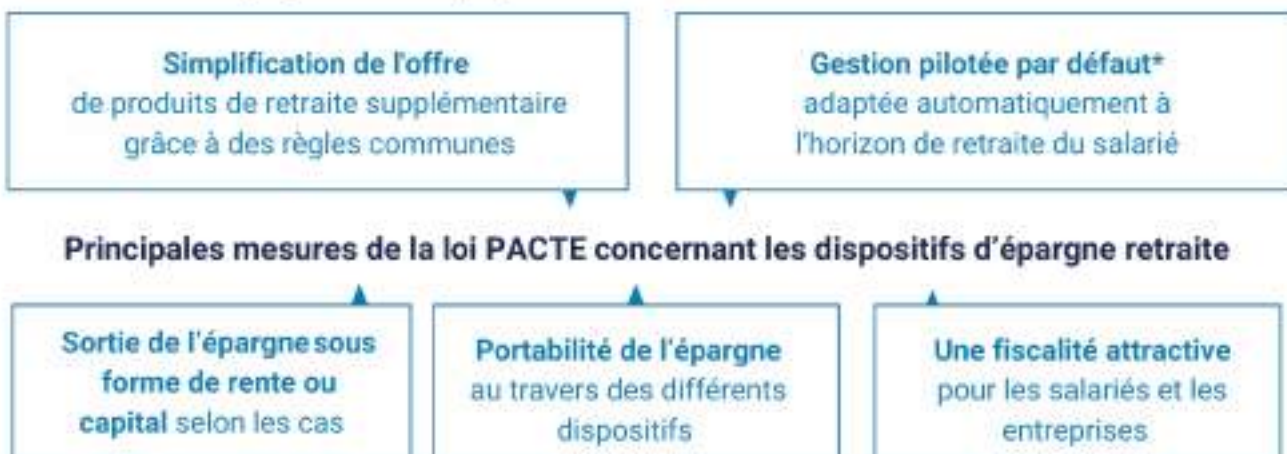 Simplification de l'offre
de produits de retraite supplémentaire
grâce à des règles communes
Gestion pilotée par défaut*
adaptée automatiquement à
l'horizon de retraite du salarié
Principales mesures de la loi PACTE concernant les dispositifs d'épargne retraite
Sortie de l'épargne sous
forme de rente ou
capital selon les cas
Portabilité de l'épargne
au travers des différents
dispositifs
Une fiscalité attractive
pour les salariés et les
entreprises